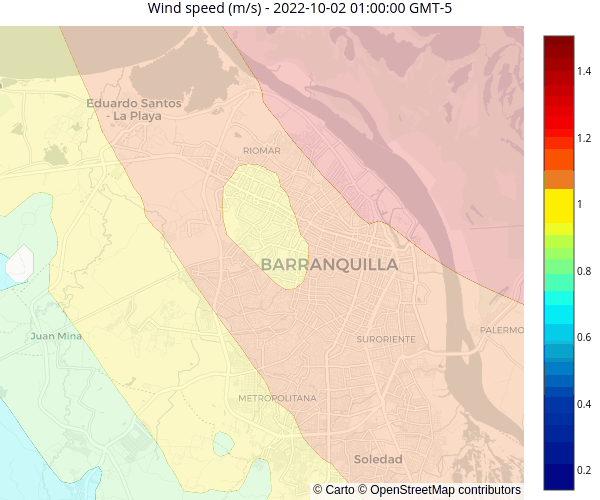 Wind speed (m/s) - 2022-10-02 01:00:00 GMT-5
Eduardo Santos
- La Playa
RIOMAR
BARRANQUILLA
Juan Mina
SURORIENTE
PALERMO
METROPOLITANA
Soledad
© Carto © OpenStreetMap contributors
1.4
1.2
1
0.8
0.6
0.4
0.2